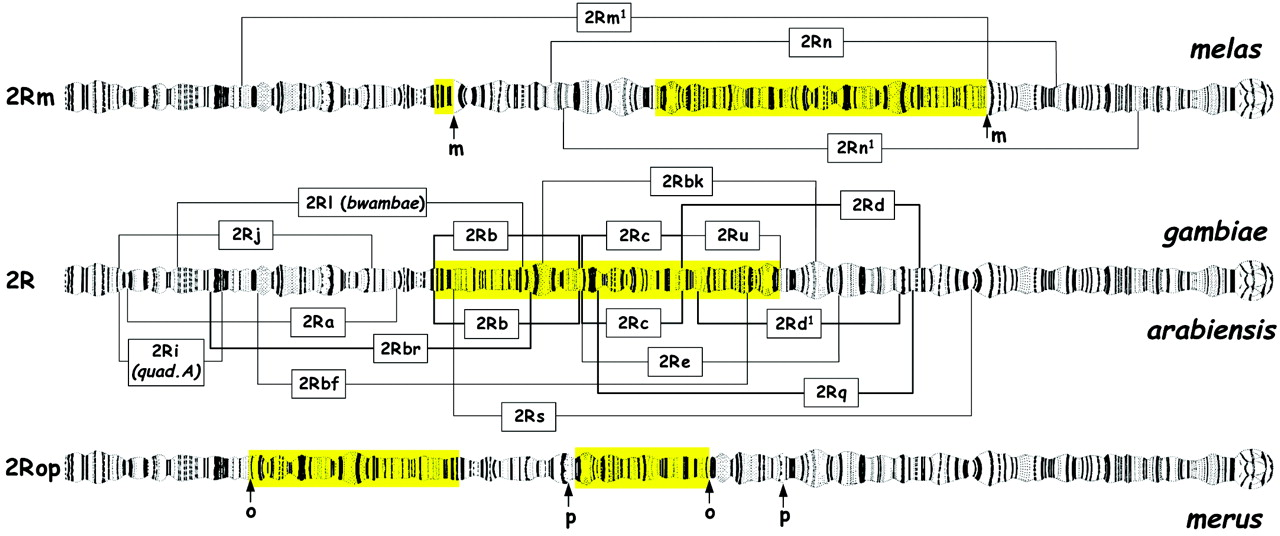 2Rm¹
2Rn
melas
2Rm
m
m
2Rn¹
2Rbk
2Rl (bwambae)
2Rd
2Rj
2Rb
2Rc
2Ru
gambiae
2R
2Ra
2Rb
2Rc
2Rd¹
arabiensis
2Ri
(quad.A)
2Rbr
2Re
2Rbf
2Rq
2Rs
2Rop
o
p
o
p
merus